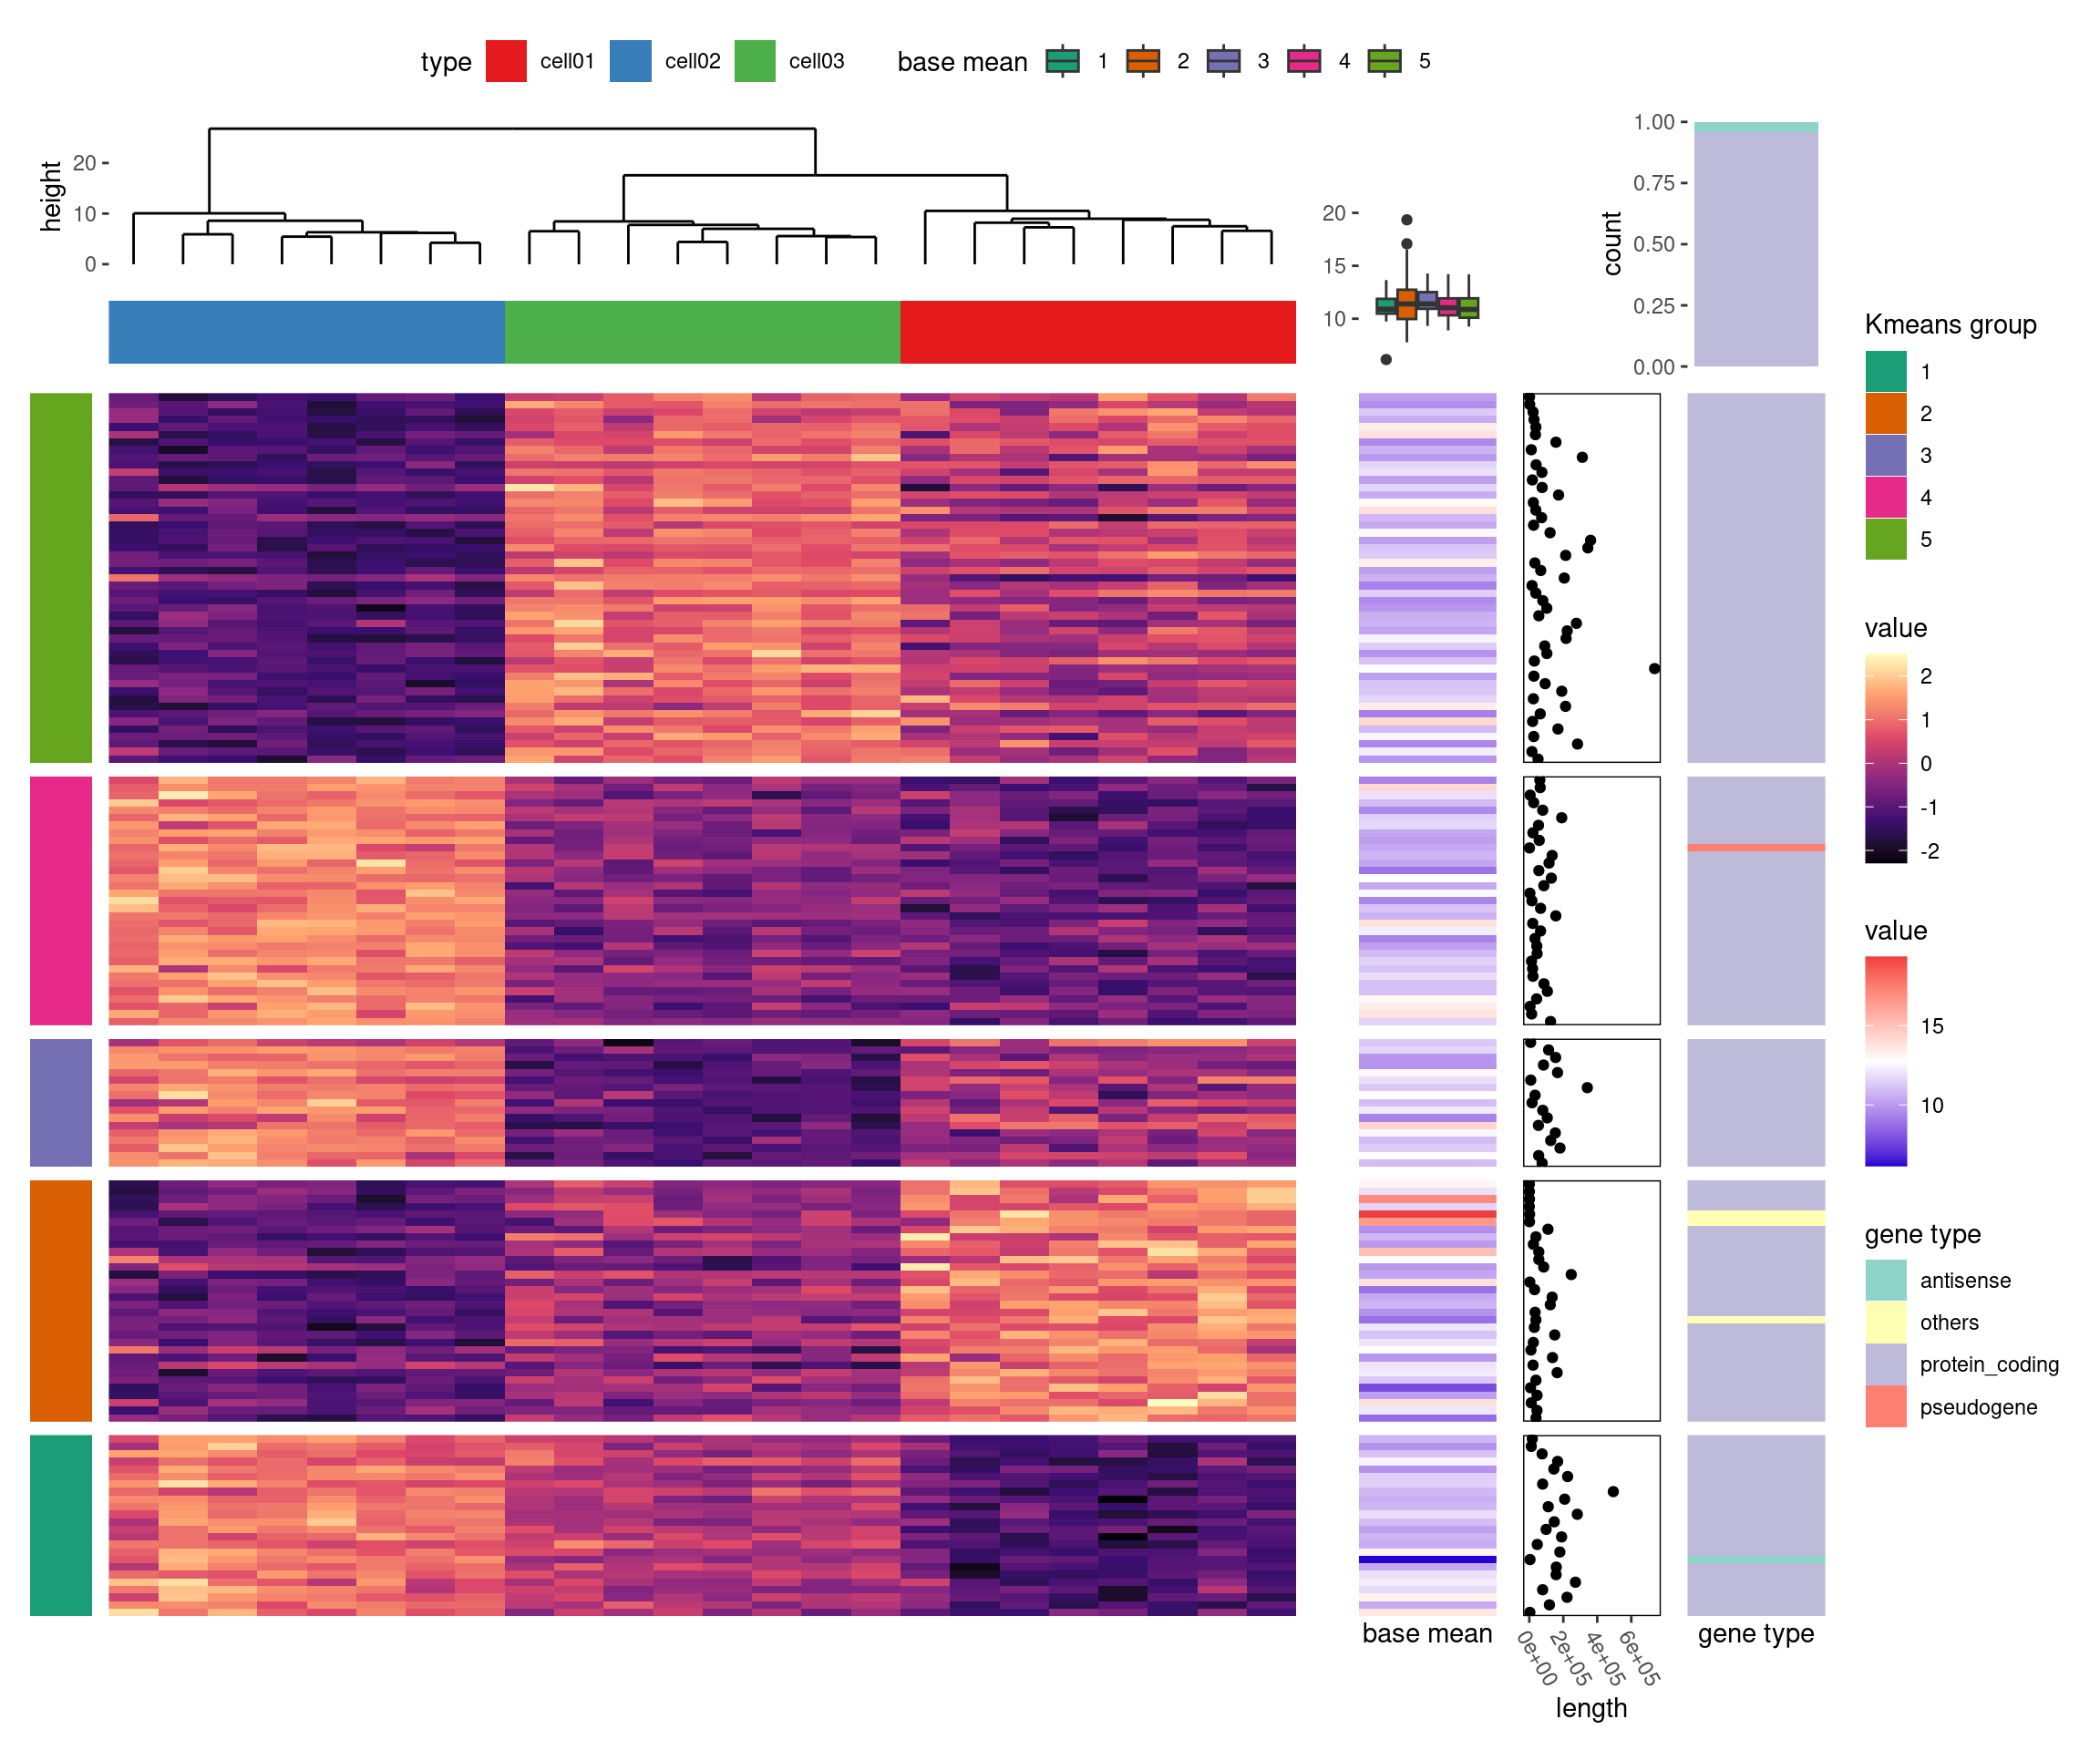 type cell01 cell02 cell03 base mean 1 2 3 4 5
height
20
10
0
20
15
10
count
1.00
0.75
0.50
0.25
0.00
Kmeans group
1
2
3
4
5
value
2
1
0
-1
-2
value
15
10
gene type
antisense
others
protein_coding
pseudogene
base mean
0e+00
2e+05
4e+05
6e+05
length
gene type